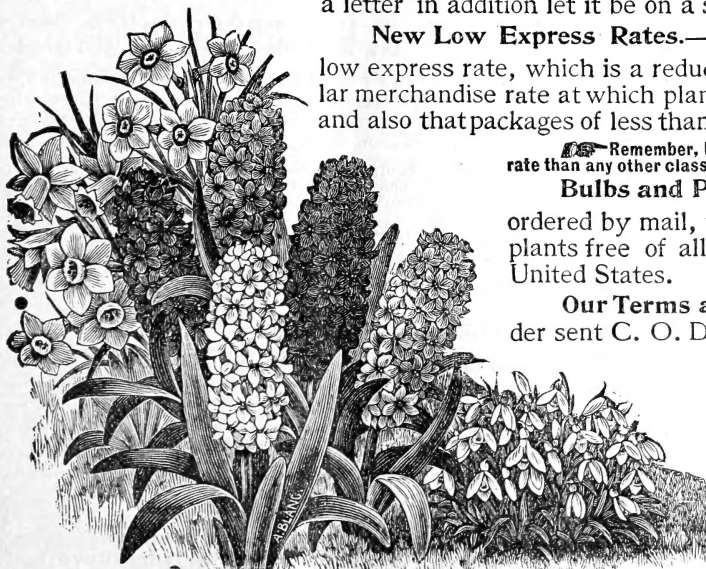 a letter in addition let it be on a s
New Low Express Rates.—
low express rate, which is a reduc
lar merchandise rate at which plan
and also that packages of less than
Remember, 
rate than any other class
Bulbs and P
ordered by mail,
plants free of all
United States.
Our Terms a
der sent C. O. D
A.BLANC.